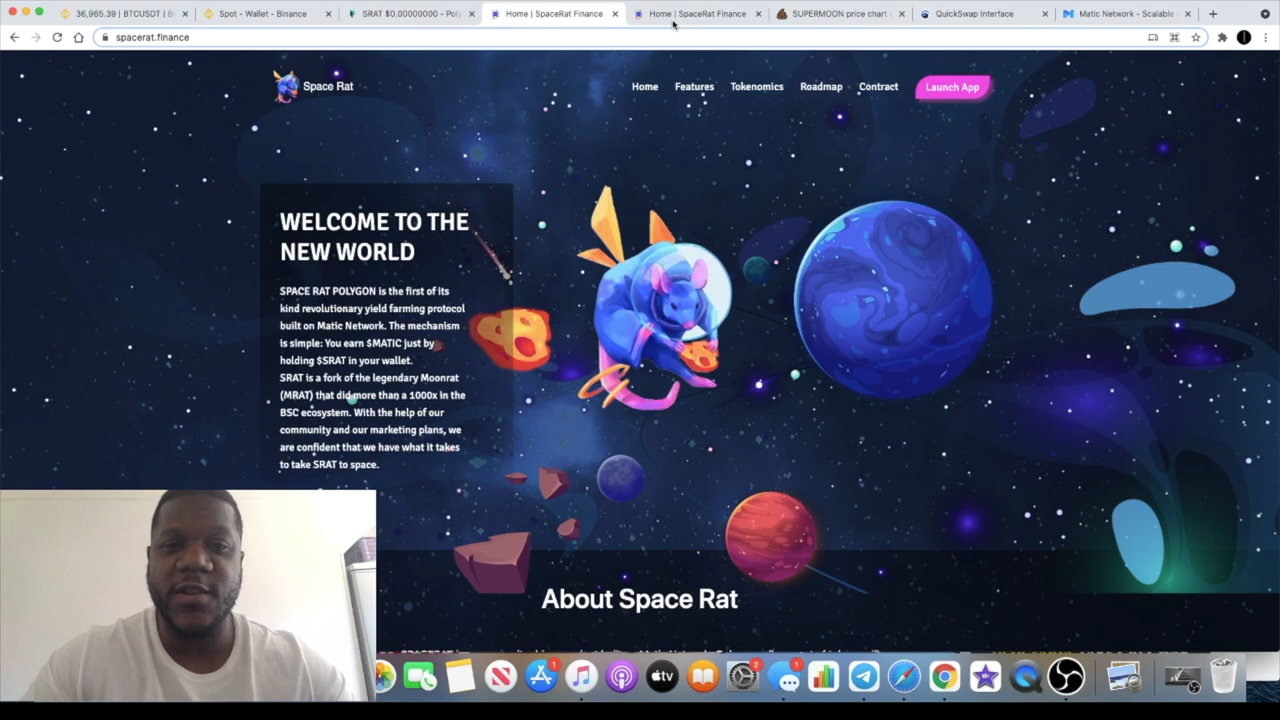 36,965.39 | BTCUSDT | B
Spot - Wallet - Binance
SRAT $0.00000000 - Pol
Home | SpaceRat Finance
Home | SpaceRat Finance
SUPERMOON price chart
QuickSwap Interface
Matic Network - Scalable
spacerat.finance
Space Rat
Home
Features
Tokenomics
Roadmap
Contract
Launch App
WELCOME TO THE
NEW WORLD
SPACE RAT POLYGON is the first of its
kind revolutionary yield farming protocol
built on Matic Network. The mechanism
is simple: You earn $MATIC just by
holding $SRAT in your wallet.
SRAT is a fork of the legendary Moonrat
(MRAT) that did more than a 1000x in the
BSC ecosystem. With the help of our
community and our marketing plans, we
are confident that we have what it takes
to take SRAT to space.
About Space Rat
1
tv
2
1